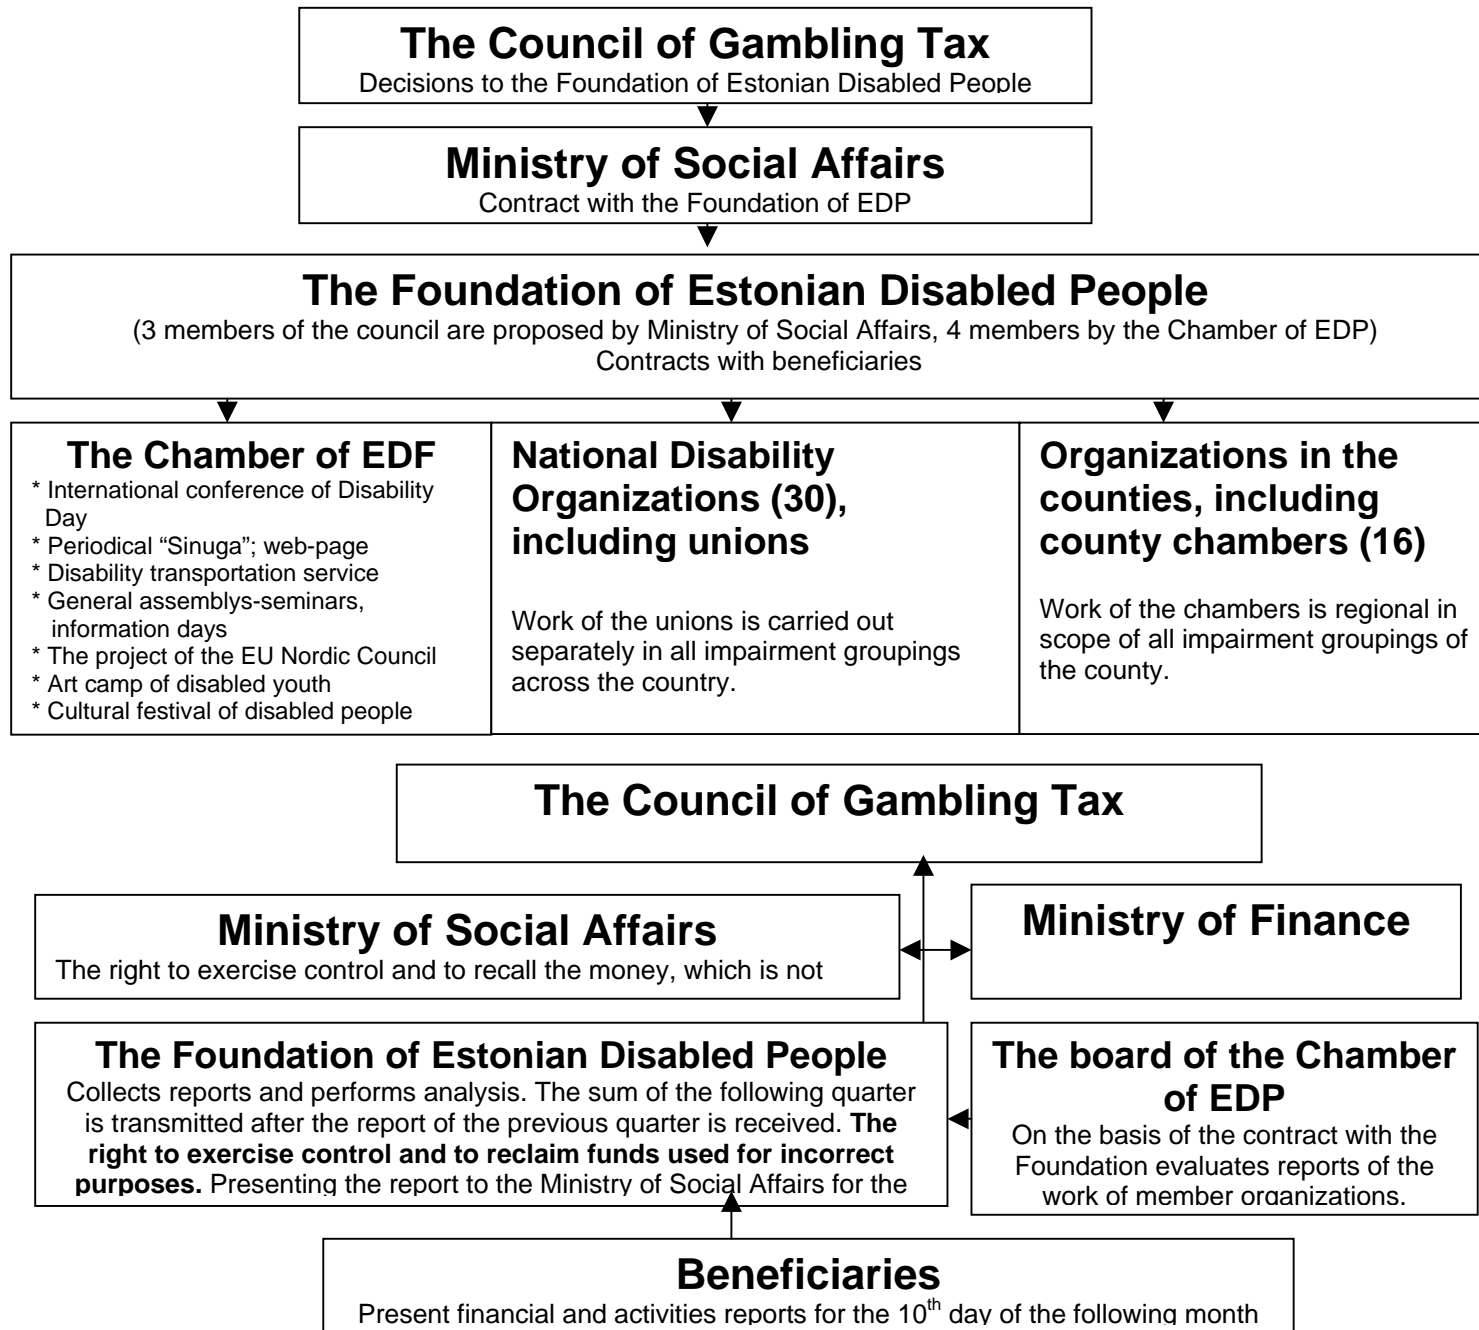 The Council of Gambling Tax
Decisions to the Foundation of Estonian Disabled People
Ministry of Social Affairs
Contract with the Foundation of EDP
The Foundation of Estonian Disabled People
(3 members of the council are proposed by Ministry of Social Affairs, 4 members by the Chamber of EDP)
Contracts with beneficiaries
The Chamber of EDF
* International conference of Disability
Day
* Periodical “Sinuga”; web-page
* Disability transportation service
* General assemblys-seminars,
information days
* The project of the EU Nordic Council
* Art camp of disabled youth
* Cultural festival of disabled people
National Disability
Organizations (30),
including unions
Work of the unions is carried out
separately in all impairment groupings
across the country.
Organizations in the
counties, including
county chambers (16)
Work of the chambers is regional in
scope of all impairment groupings of
the county.
The Council of Gambling Tax
Ministry of Social Affairs
The right to exercise control and to recall the money, which is not
Ministry of Finance
The Foundation of Estonian Disabled People
Collects reports and performs analysis. The sum of the following quarter
is transmitted after the report of the previous quarter is received. The
right to exercise control and to reclaim funds used for incorrect
purposes. Presenting the report to the Ministry of Social Affairs for the
The board of the Chamber
of EDP
On the basis of the contract with the
Foundation evaluates reports of the
work of member organizations.
Beneficiaries
Present financial and activities reports for the 10th day of the following month